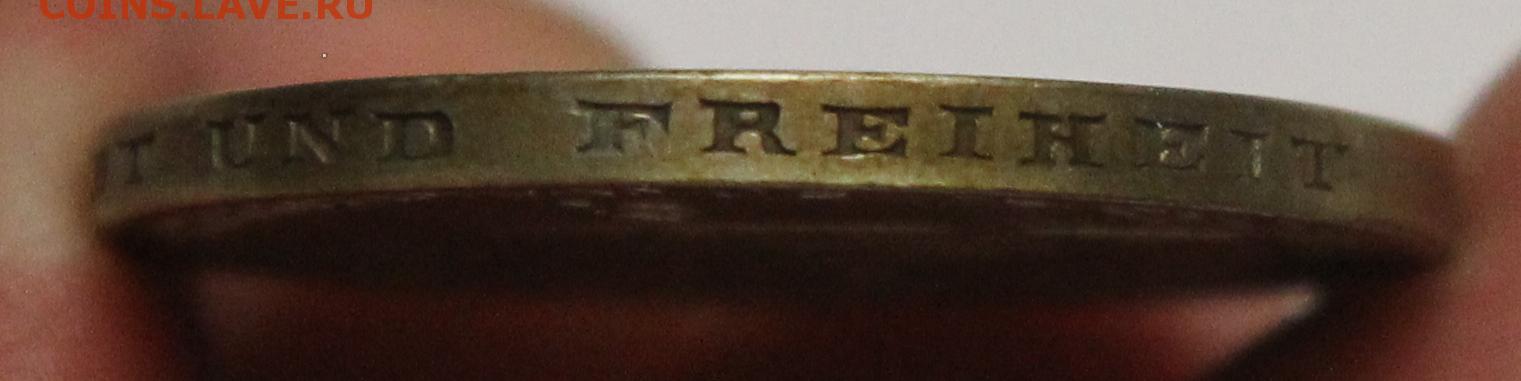 COINS.LAVE.RU
T UND FREIHEIT